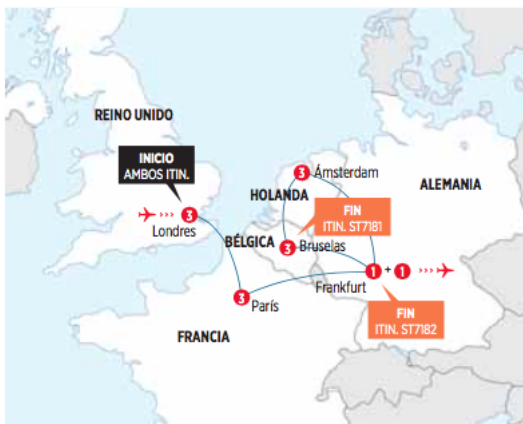 REINO UNIDO
INICIO
AMBOS ITIN.
3
Londres
3
Ámsterdam
HOLANDA
ALEMANIA
FIN
ITIN. ST7181
BÉLGICA
3
Bruselas
1 + 1
Frankfurt
3
París
FIN
ITIN. ST7182
FRANCIA